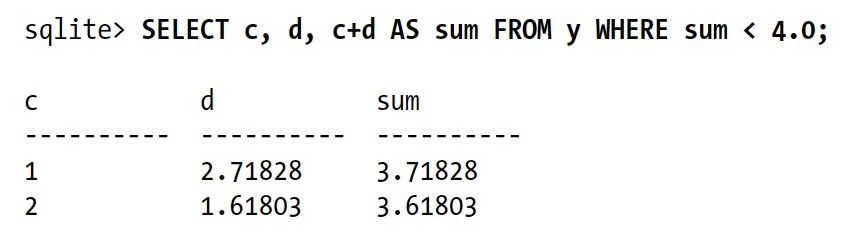 sqlite> SELECT c, d, c+d AS sum FROM y WHERE sum < 4.0;
c d sum
---------- ---------- ----------
1 2.71828 3.71828
2 1.61803 3.61803